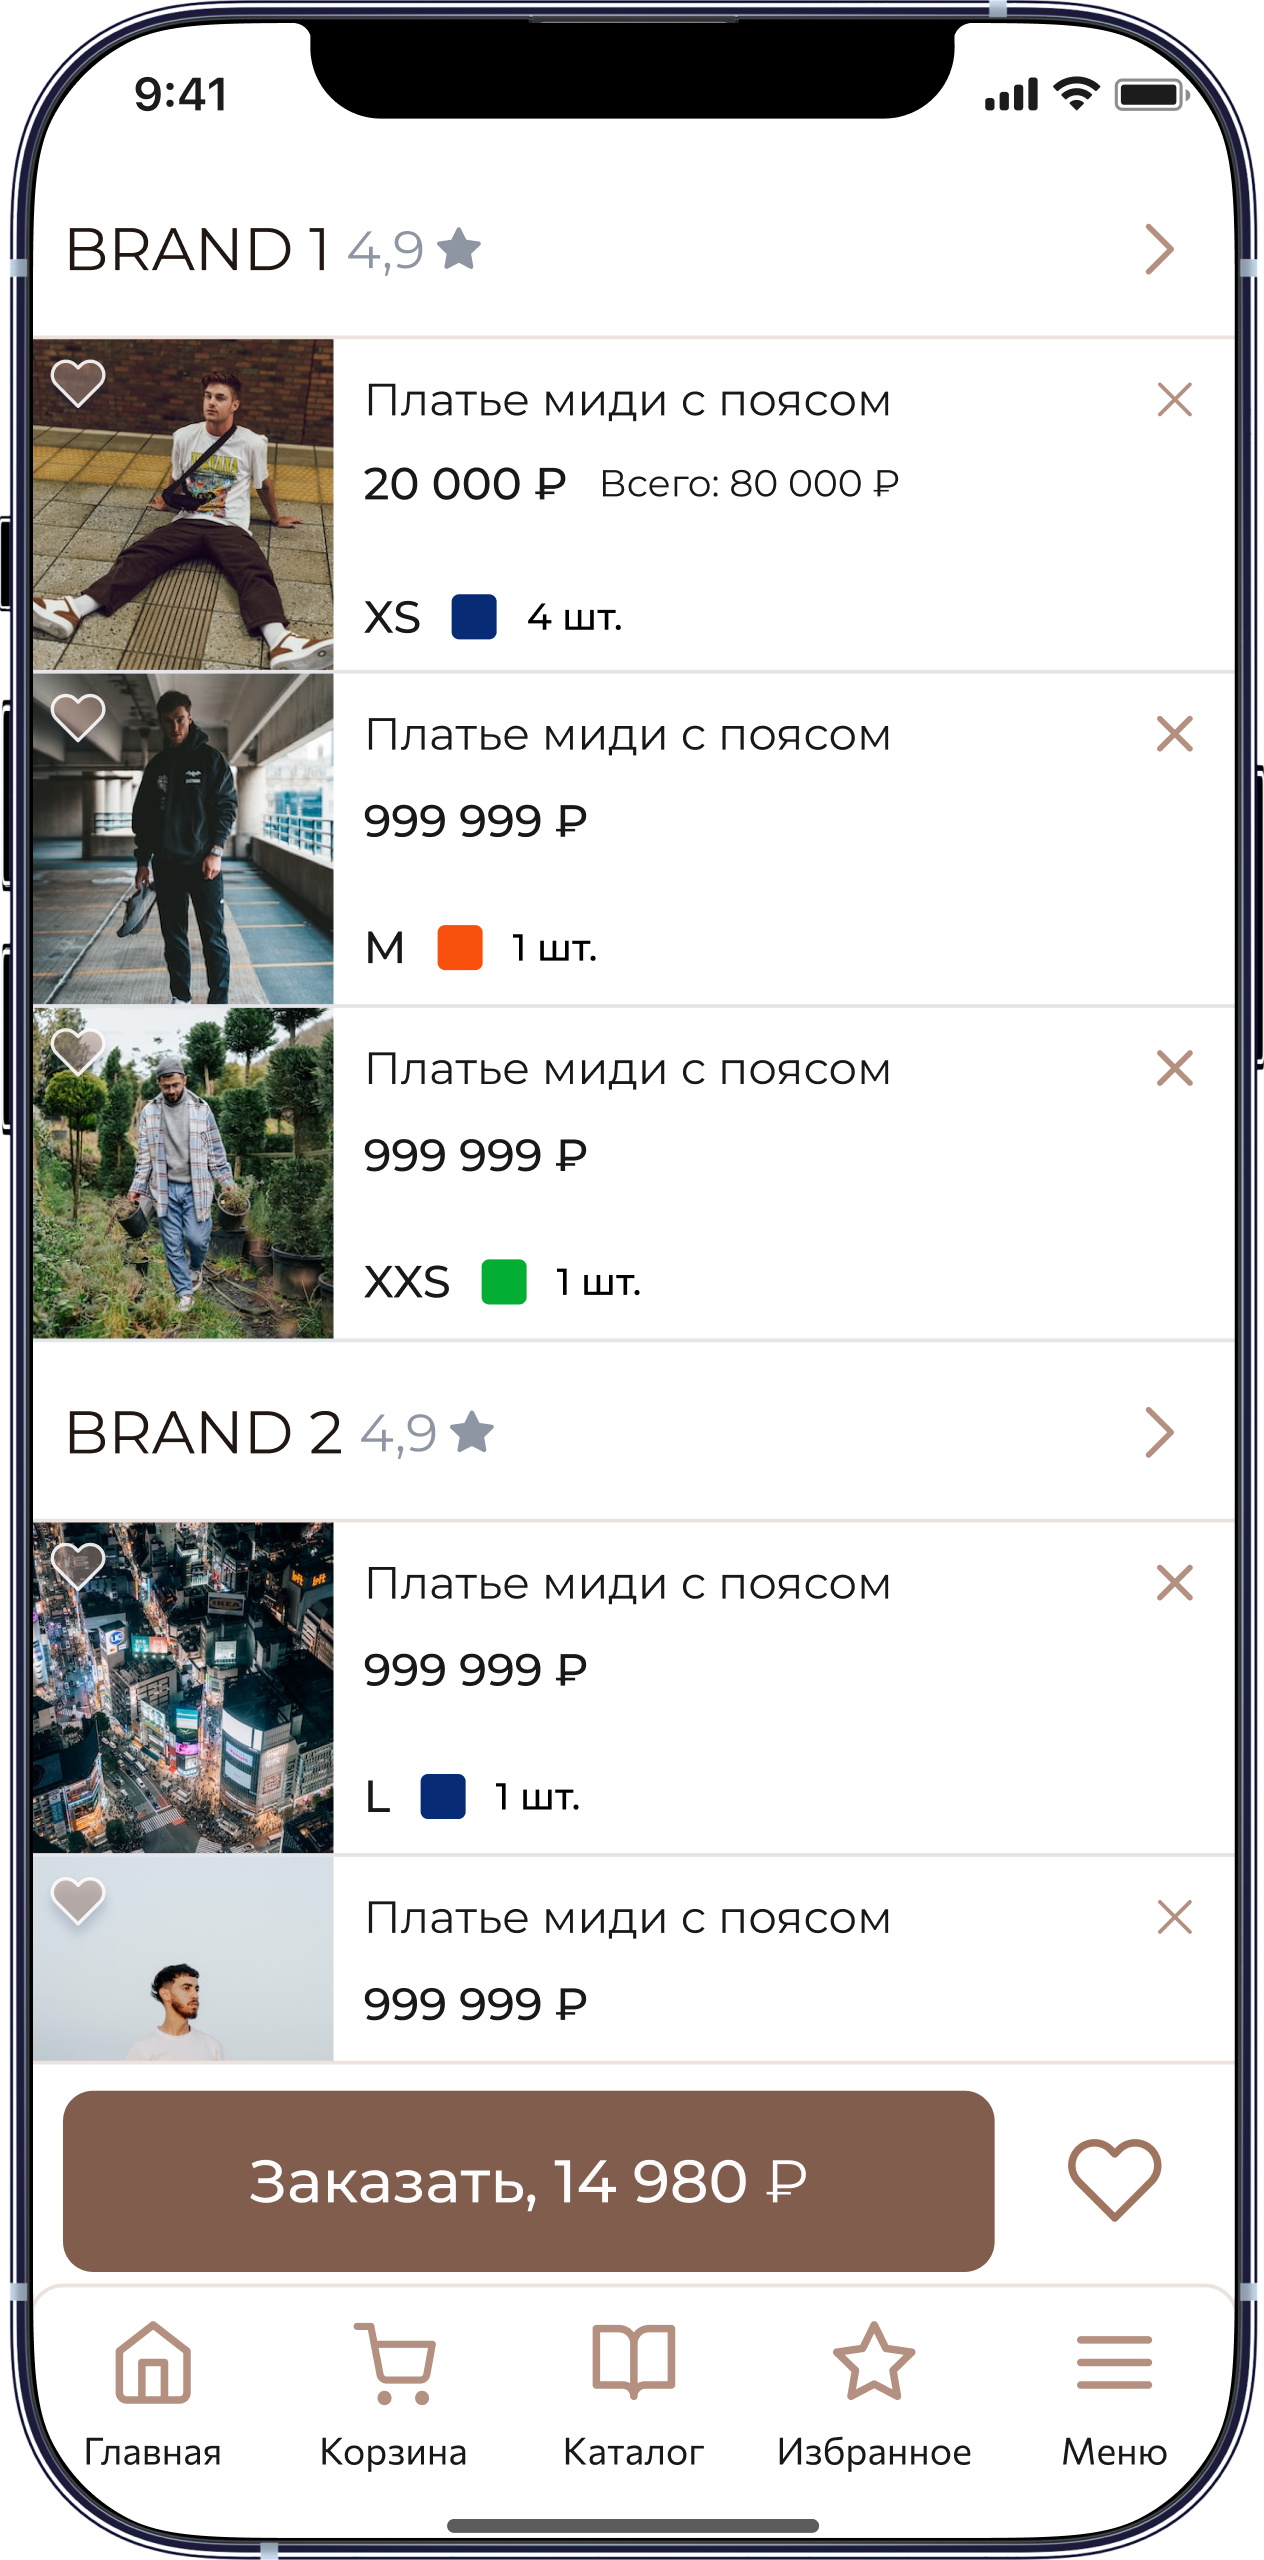 9:41
BRAND 1 4,9
NIRVANA
Платье миди с поясом
20 000 ₽ Всего: 80 000 ₽
XS 4 шт.
Платье миди с поясом
999 999 ₽
M 1 шт.
Платье миди с поясом
999 999 ₽
XXS 1 шт.
BRAND 2 4,9
IKEA
Платье миди с поясом
999 999 ₽
L 1 шт.
Платье миди с поясом
999 999 ₽
Заказать, 14 980 ₽
Главная Корзина Каталог Избранное Меню